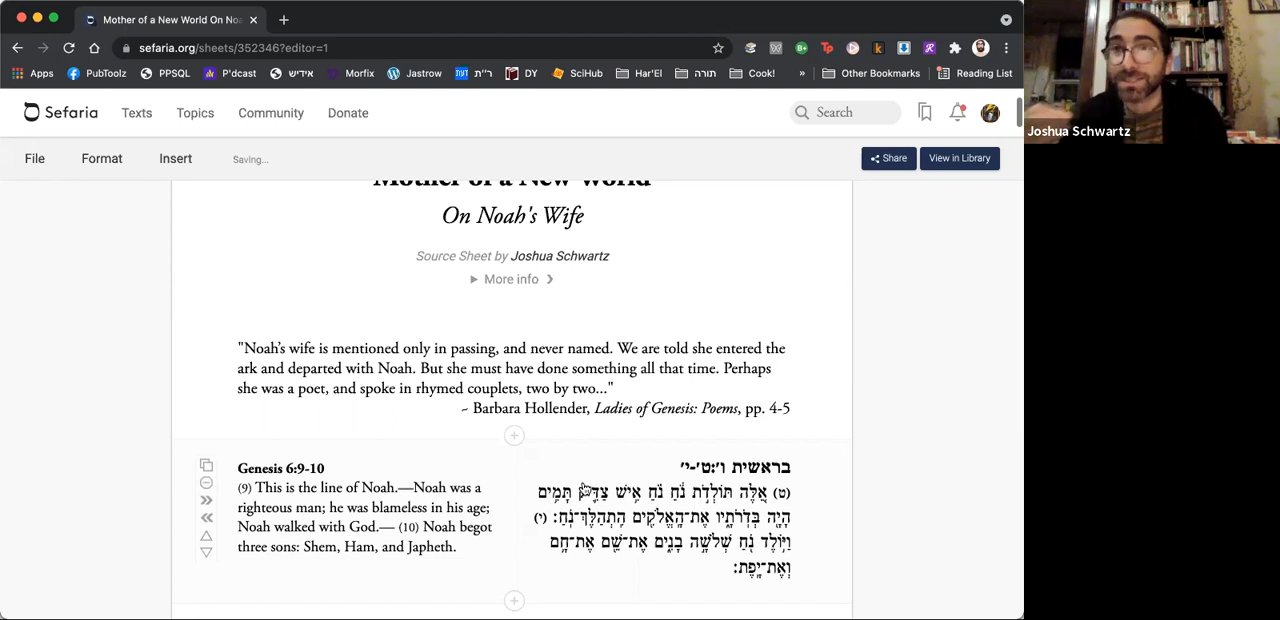 Mother of a New World On Noa
sefaria.org/sheets/352346?editor=1
Apps PubToolz PPSQL P'dcast אידיש Morfix Jastrow ר"ת DY SciHub Har'El תורה Cook! » Other Bookmarks Reading List
Sefaria Texts Topics Community Donate Search
File Format Insert Saving... Share View in Library
Mother of a New World
On Noah's Wife
Source Sheet by Joshua Schwartz
More info
"Noah's wife is mentioned only in passing, and never named. We are told she entered the
ark and departed with Noah. But she must have done something all that time. Perhaps
she was a poet, and spoke in rhymed couplets, two by two..."
~ Barbara Hollender, Ladies of Genesis: Poems, pp. 4-5
Genesis 6:9-10
(9) This is the line of Noah.—Noah was a
righteous man; he was blameless in his age;
Noah walked with God.— (10) Noah begot
three sons: Shem, Ham, and Japheth.
בראשית ו׳:ט׳-י׳
(ט) אֵ֚לֶּה תּוֹלְדֹ֣ת נֹ֔חַ נֹ֗חַ אִ֥ישׁ צַדִּ֛יק תָּמִ֥ים
הָיָ֖ה בְּדֹֽרֹתָ֑יו אֶת־הָֽאֱלֹקִ֖ים הִֽתְהַלֶּךְ־נֹֽחַ׃ (י)
וַיּ֥וֹלֶד נֹ֖חַ שְׁלֹשָׁ֣ה בָנִ֑ים אֶת־שֵׁ֖ם אֶת־חָ֥ם
וְאֶת־יָֽפֶת׃
Joshua Schwartz